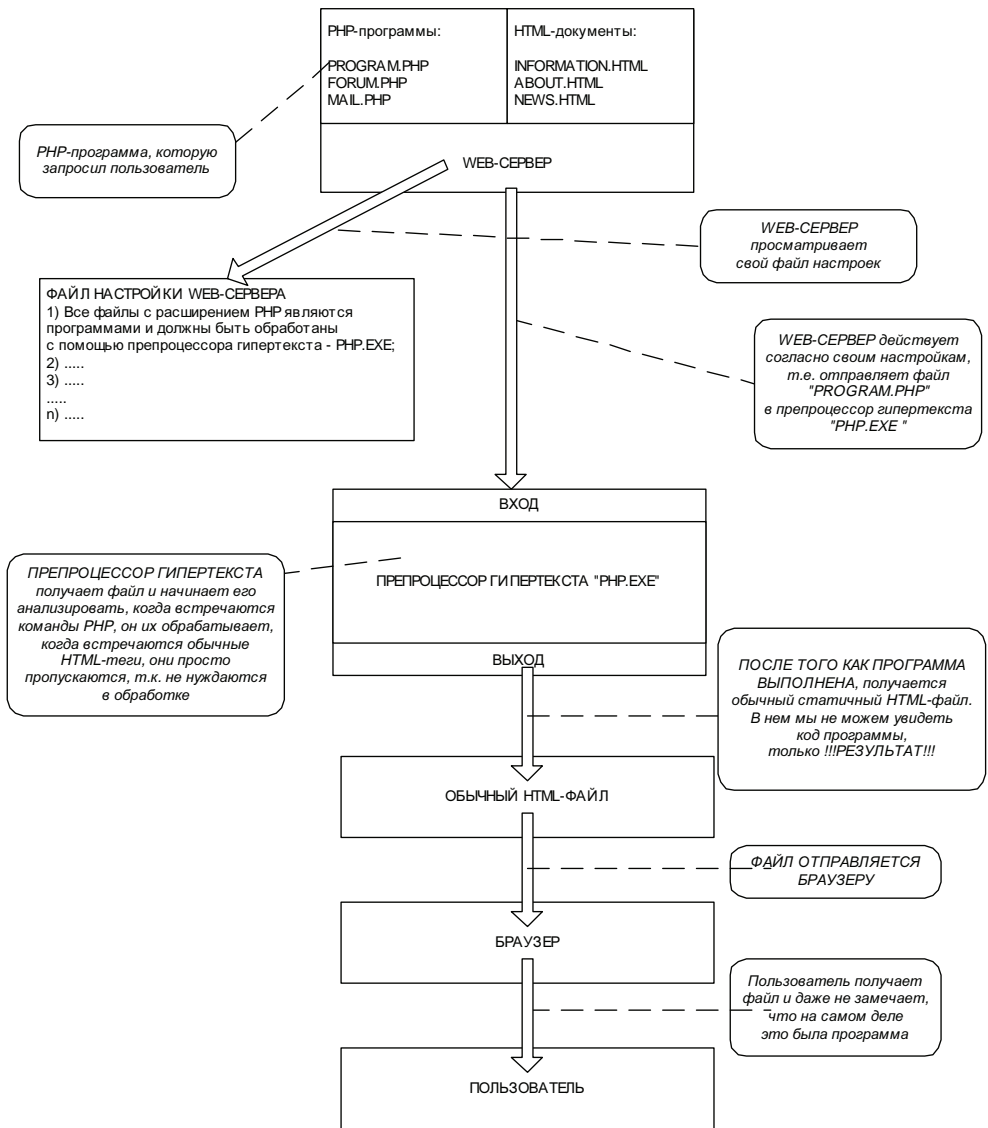 PHP-программы:
PROGRAM.PHP
FORUM.PHP
MAIL.PHP
HTML-документы:
INFORMATION.HTML
ABOUT.HTML
NEWS.HTML
PHP-программа, которую
запросил пользователь
WEB-СЕРВЕР
WEB-СЕРВЕР
просматривает
свой файл настроек
ФАЙЛ НАСТРОЙКИ WEB-СЕРВЕРА
1) Все файлы с расширением PHP являются
программами и должны быть обработаны
с помощью препроцессора гипертекста - PHP.EXE;
2) .....
3) .....
.....
n) .....
WEB-СЕРВЕР действует
согласно своим настройкам,
т.е. отправляет файл
"PROGRAM.PHP"
в препроцессор гипертекста
"PHP.EXE "
ВХОД
ПРЕПРОЦЕССОР ГИПЕРТЕКСТА "PHP.EXE"
ВЫХОД
ПРЕПРОЦЕССОР ГИПЕРТЕКСТА
получает файл и начинает его
анализировать, когда встречаются
команды PHP, он их обрабатывает,
когда встречаются обычные
HTML-теги, они просто
пропускаются, т.к. не нуждаются
в обработке
ПОСЛЕ ТОГО КАК ПРОГРАММА
ВЫПОЛНЕНА, получается
обычный статичный HTML-файл.
В нем мы не можем увидеть
код программы,
только !!!РЕЗУЛЬТАТ!!!
ОБЫЧНЫЙ HTML-ФАЙЛ
ФАЙЛ ОТПРАВЛЯЕТСЯ
БРАУЗЕРУ
БРАУЗЕР
Пользователь получает
файл и даже не замечает,
что на самом деле
это была программа
ПОЛЬЗОВАТЕЛЬ